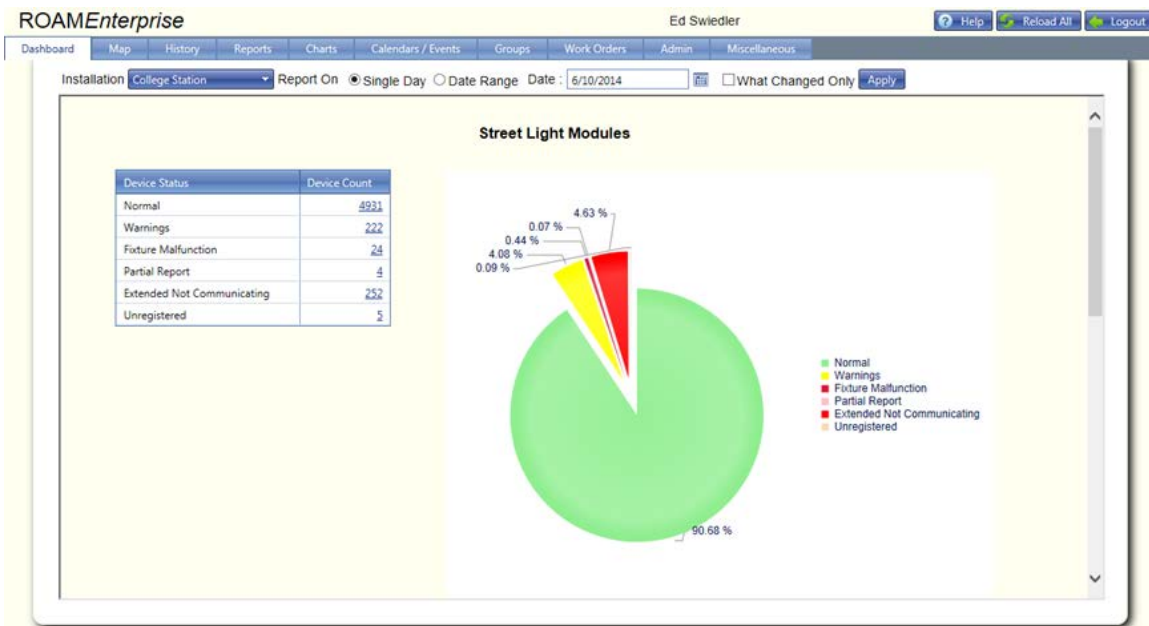 ROAMEnterprise Ed Swiedler Help Reload All Logout
Dashboard Map History Reports Charts Calendars / Events Groups Work Orders Admin Miscellaneous
Installation College Station Report On Single Day Date Range Date : 6/10/2014 What Changed Only Apply
Street Light Modules
Device Status Device Count
Normal 4931
Warnings 222
Fixture Malfunction 24
Partial Report 4
Extended Not Communicating 252
Unregistered 5
4.63 %
0.07 %
0.44 %
4.08 %
0.09 %
Normal
Warnings
Fixture Malfunction
Partial Report
Extended Not Communicating
Unregistered
90.68 %